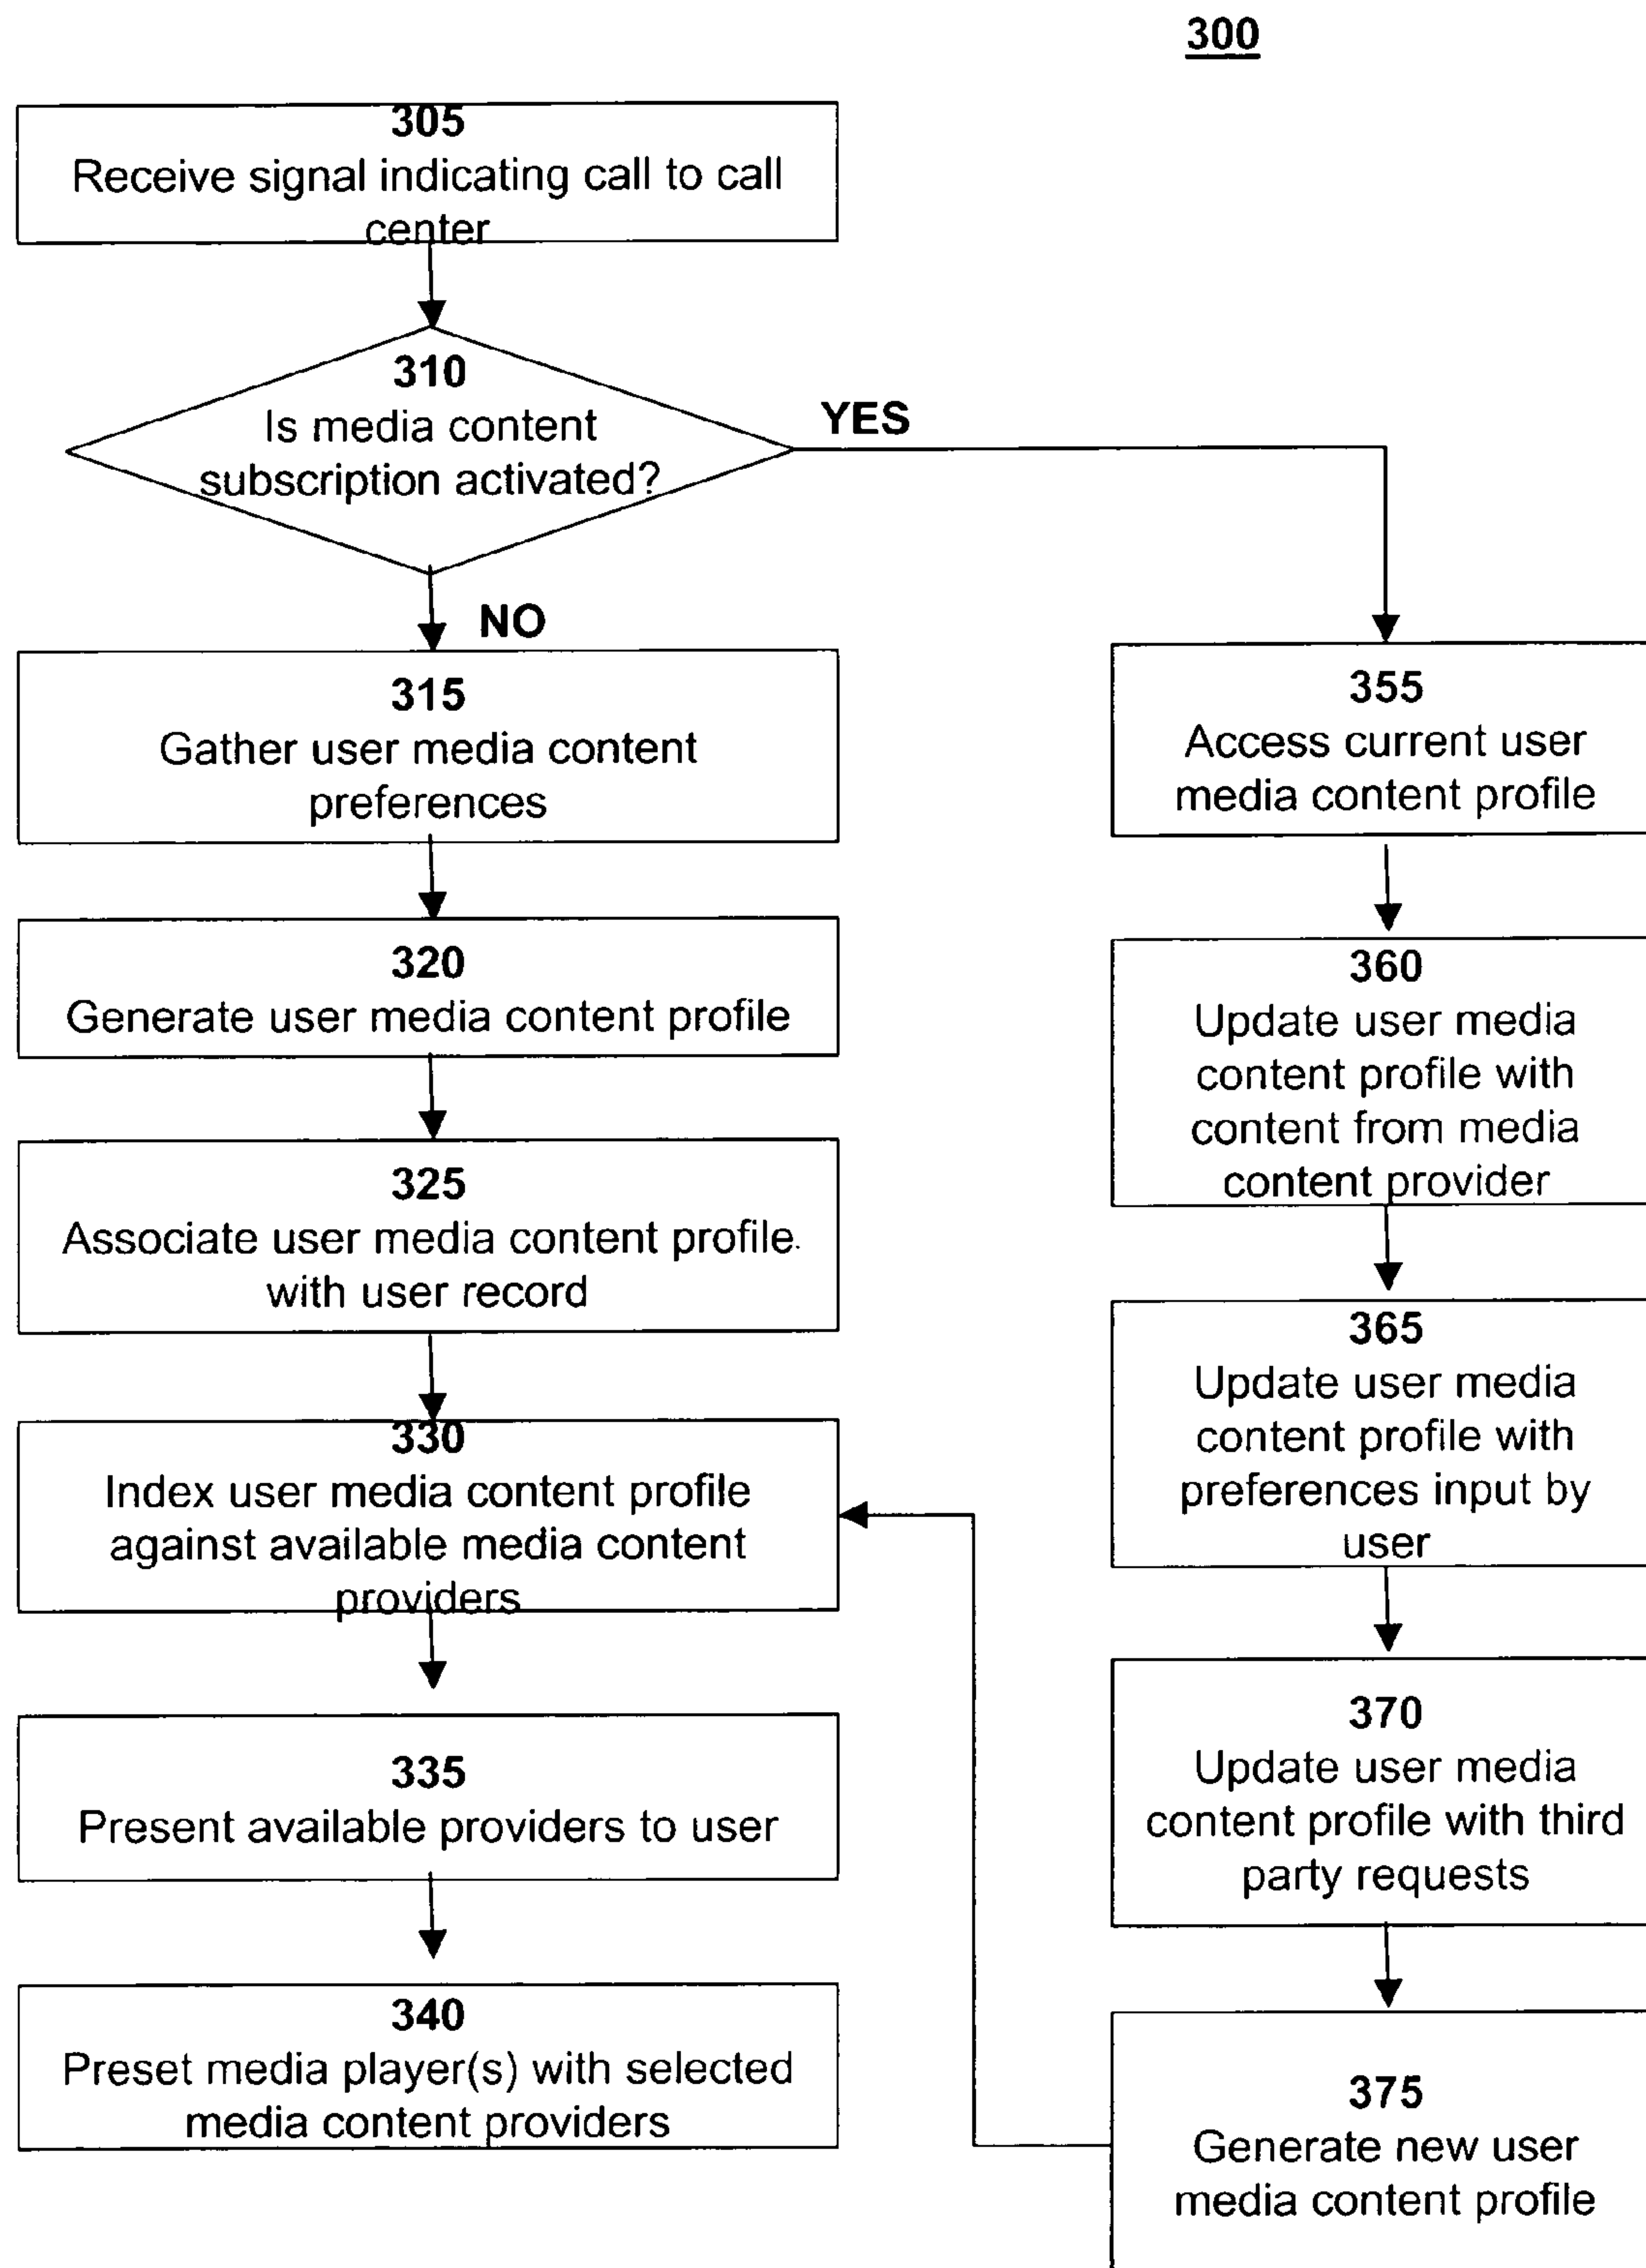 300
305
Receive signal indicating call to call
center
310
Is media content
subscription activated?
YES
NO
315
Gather user media content
preferences
320
Generate user media content profile
325
Associate user media content profile
with user record
330
Index user media content profile
against available media content
providers
335
Present available providers to user
340
Preset media player(s) with selected
media content providers
355
Access current user
media content profile
360
Update user media
content profile with
content from media
content provider
365
Update user media
content profile with
preferences input by
user
370
Update user media
content profile with third
party requests
375
Generate new user
media content profile